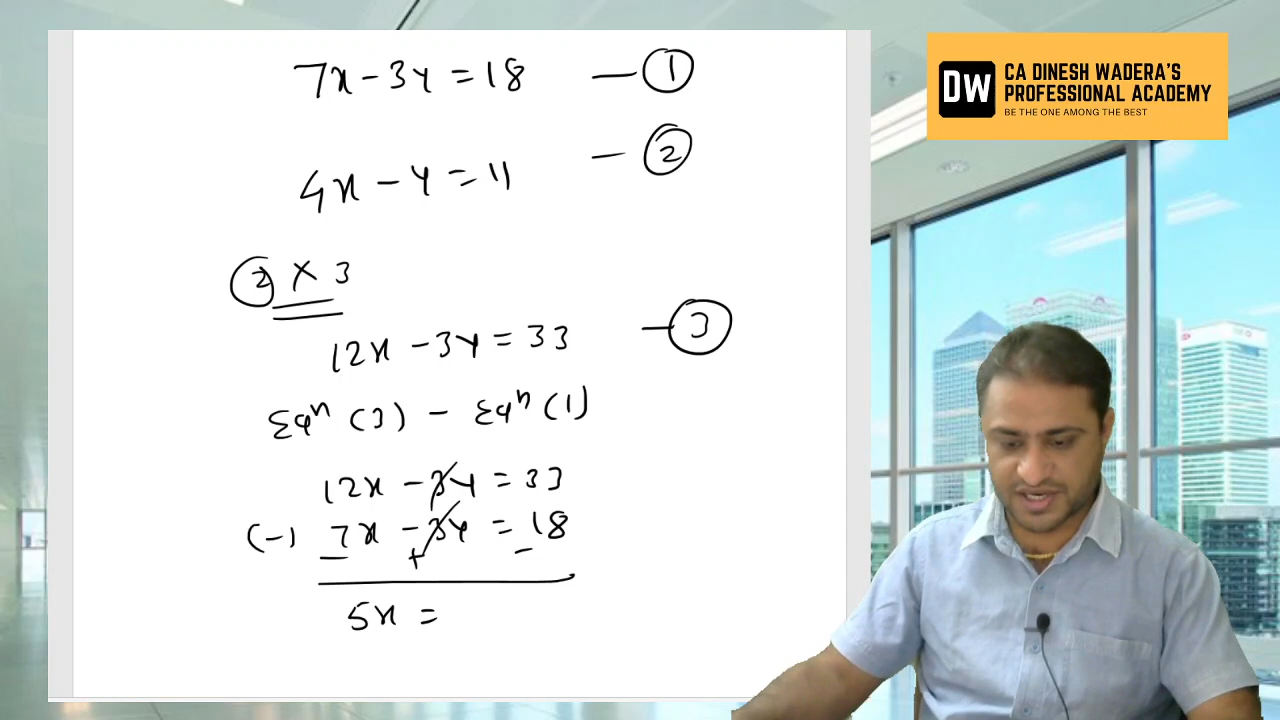 7x - 3y = 18 — ①
4x - y = 11 — ②
② × 3
12x - 3y = 33 — ③
Eqⁿ (3) - Eqⁿ (1)
12x - 3y = 33
(-) 7x - 3y = 18
- + -
5x =
DW
CA DINESH WADERA'S
PROFESSIONAL ACADEMY
BE THE ONE AMONG THE BEST